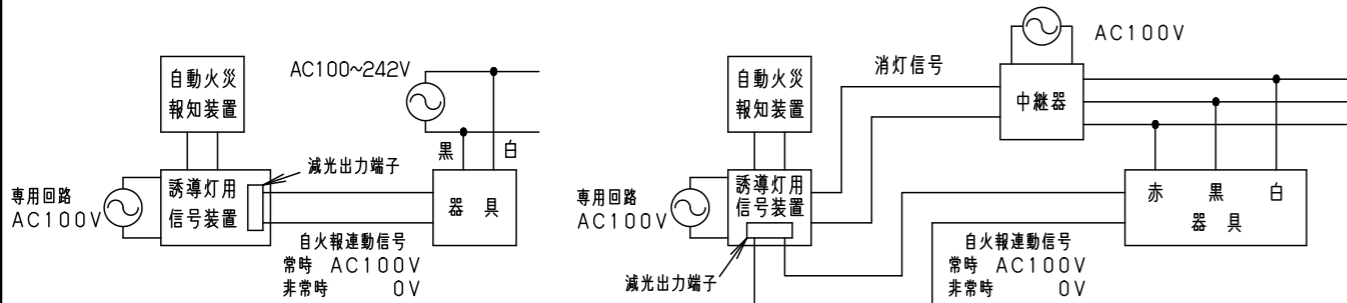 自動火災
報知装置
AC100~242V
黒
白
減光出力端子
専用回路
AC100V
誘導灯用
信号装置
器具
自火報連動信号
常時 AC100V
非常時 0V
自動火災
報知装置
消灯信号
AC100V
中継器
専用回路
AC100V
誘導灯用
信号装置
減光出力端子
赤 黒 白
器具
自火報連動信号
常時 AC100V
非常時 0V